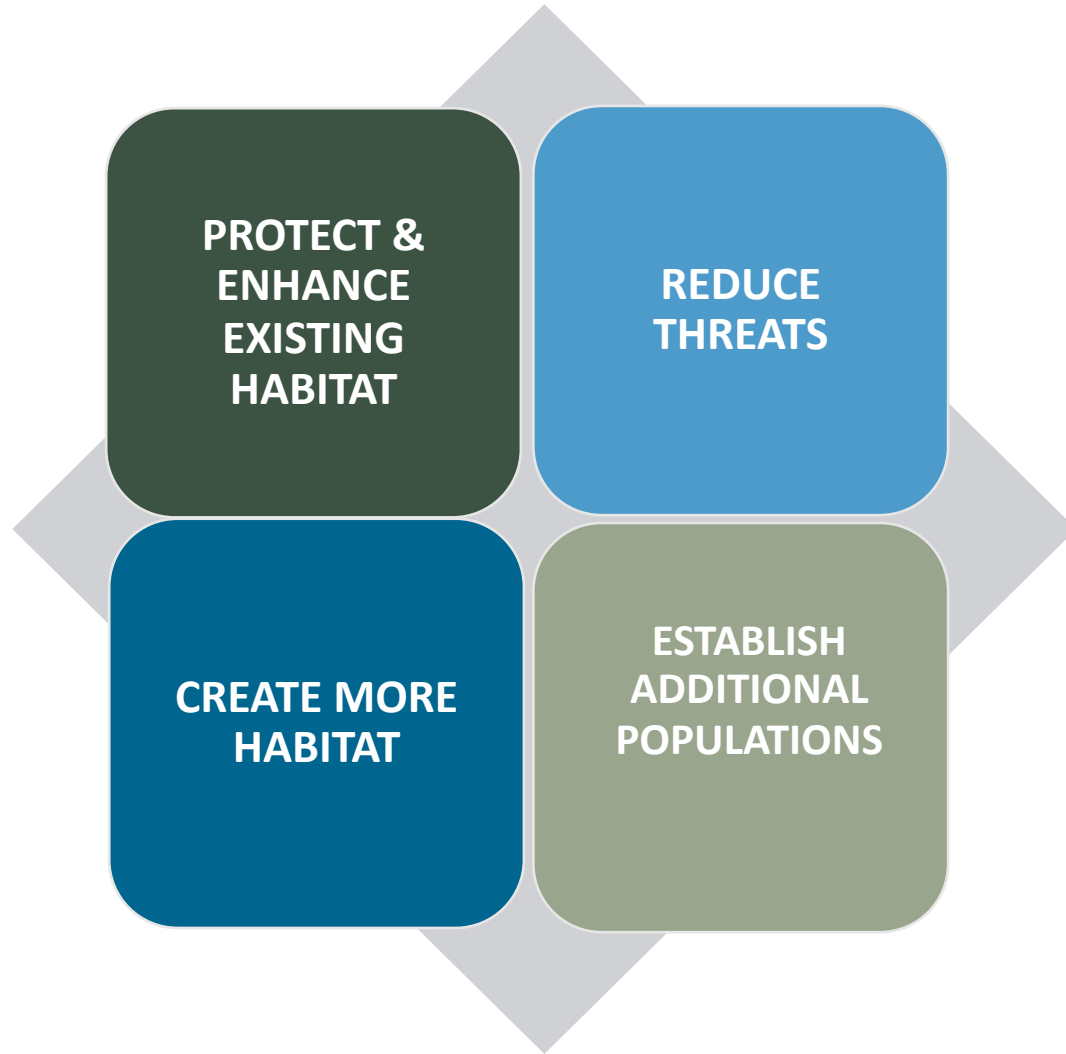 PROTECT &
ENHANCE
EXISTING
HABITAT
REDUCE
THREATS
CREATE MORE
HABITAT
ESTABLISH
ADDITIONAL
POPULATIONS